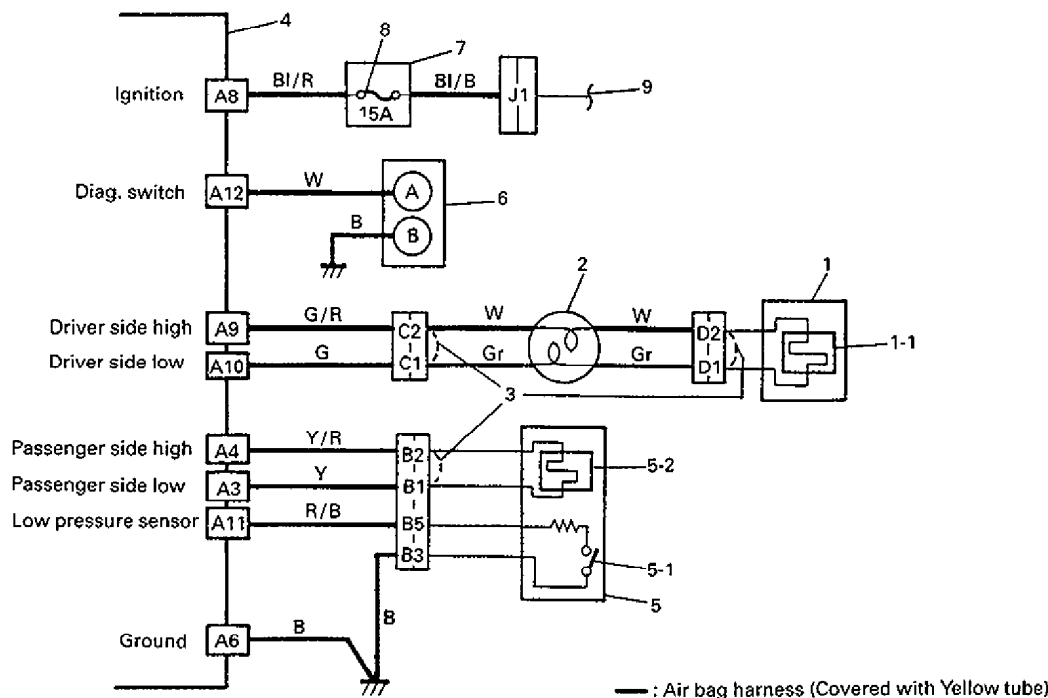 4
8
7
Ignition A8 Bl/R 15A Bl/B J1 9
Diag. switch A12 W A 6
B B
2
1
Driver side high A9 G/R C2 W W D2
1-1
Driver side low A10 G C1 Gr Gr D1
3
Passenger side high A4 Y/R B2
5-2
Passenger side low A3 Y B1
Low pressure sensor A11 R/B B5
B3
5-1
5
B
Ground A6 B
: Air bag harness (Covered with Yellow tube)